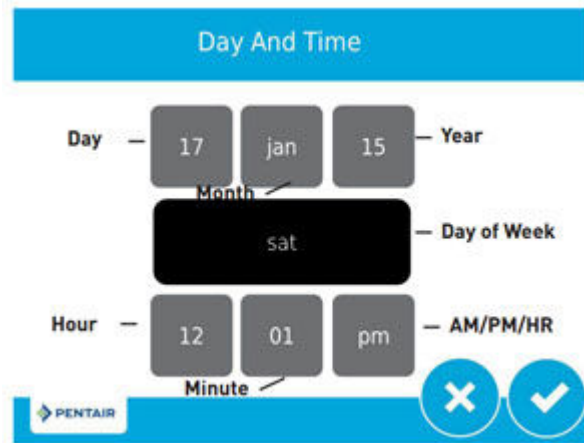 Day And Time
Day 17 jan 15 Year
Month
sat Day of Week
Hour 12 01 pm AM/PM/HR
Minute
PENTAIR